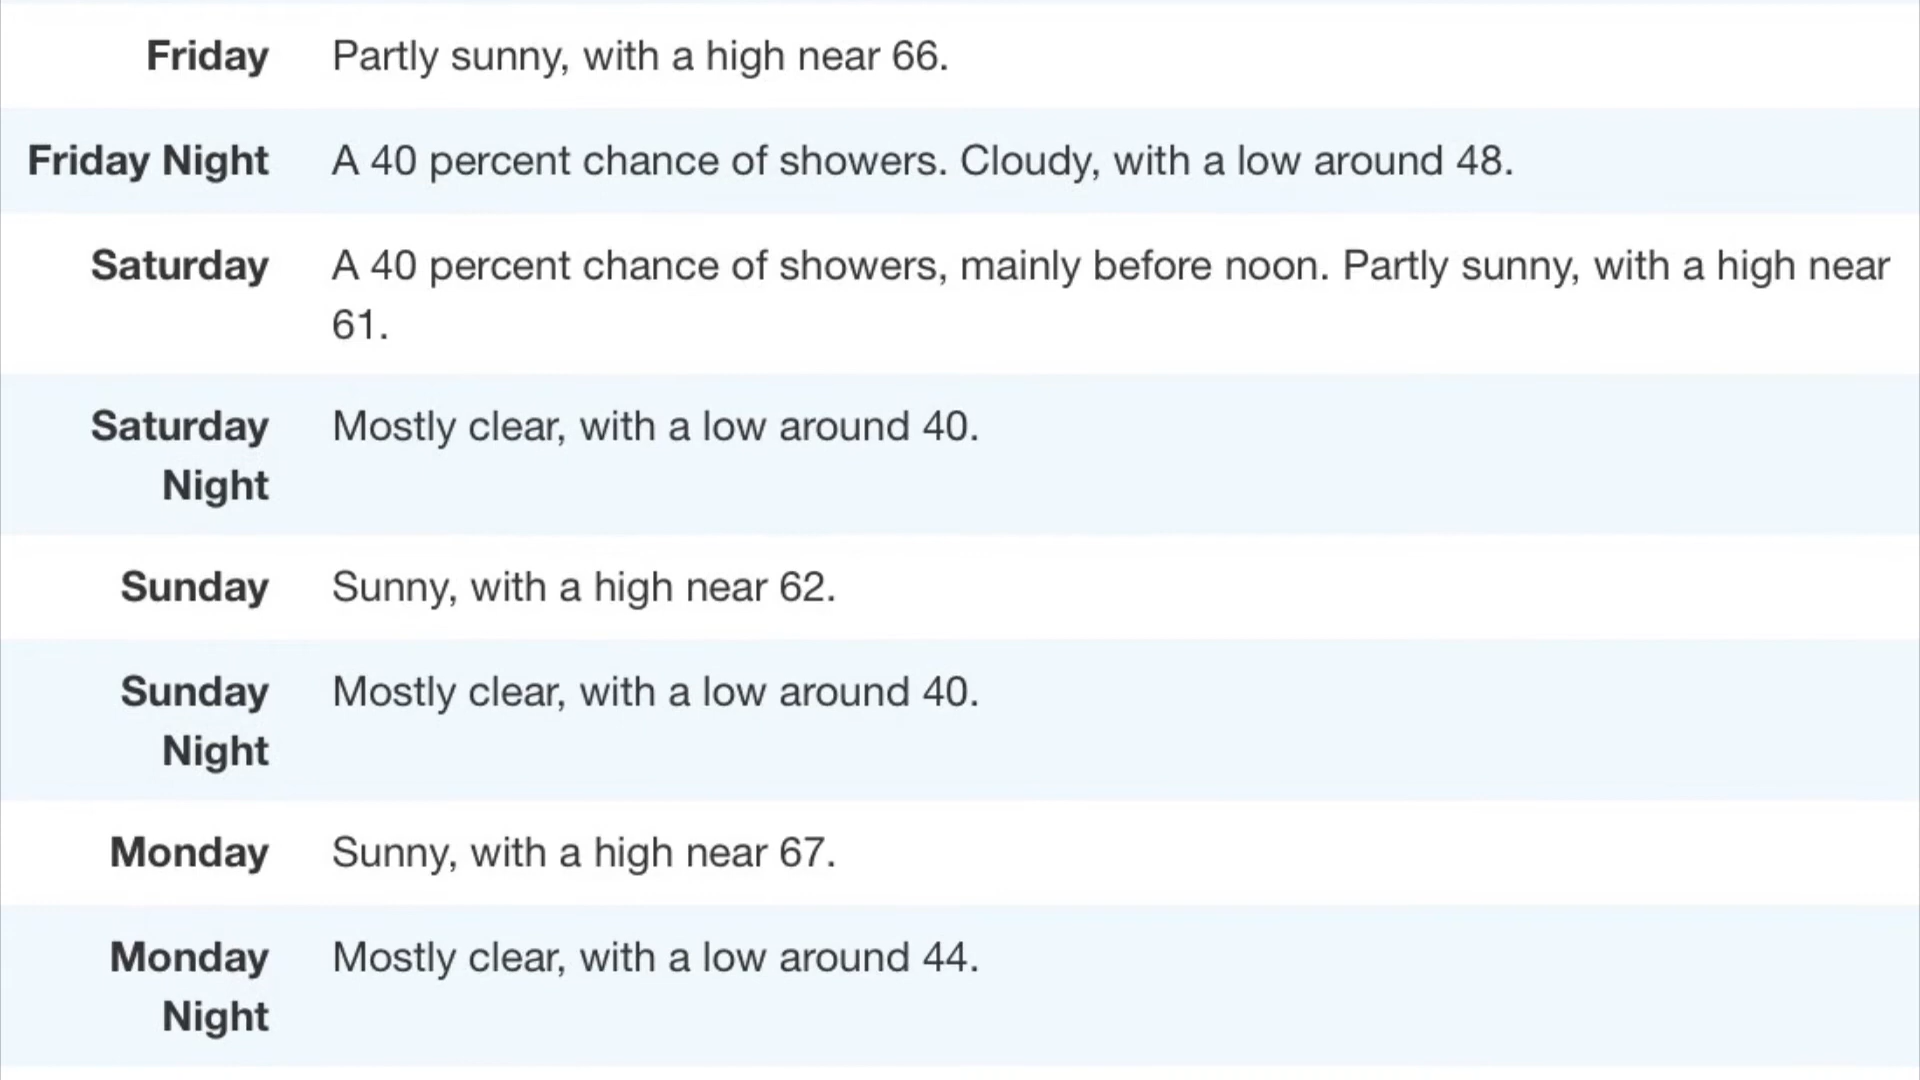 Friday Partly sunny, with a high near 66.
Friday Night A 40 percent chance of showers. Cloudy, with a low around 48.
Saturday A 40 percent chance of showers, mainly before noon. Partly sunny, with a high near
61.
Saturday Mostly clear, with a low around 40.
Night
Sunday Sunny, with a high near 62.
Sunday Mostly clear, with a low around 40.
Night
Monday Sunny, with a high near 67.
Monday Mostly clear, with a low around 44.
Night